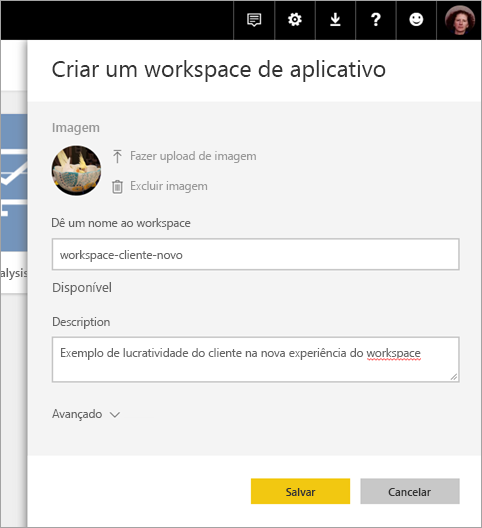 ?
Criar um workspace de aplicativo
Imagem
Fazer upload de imagem
Excluir imagem
Dê um nome ao workspace
workspace-cliente-novo
Disponível
alysis
Description
Exemplo de lucratividade do cliente na nova experiência do workspace
Avançado
Salvar
Cancelar